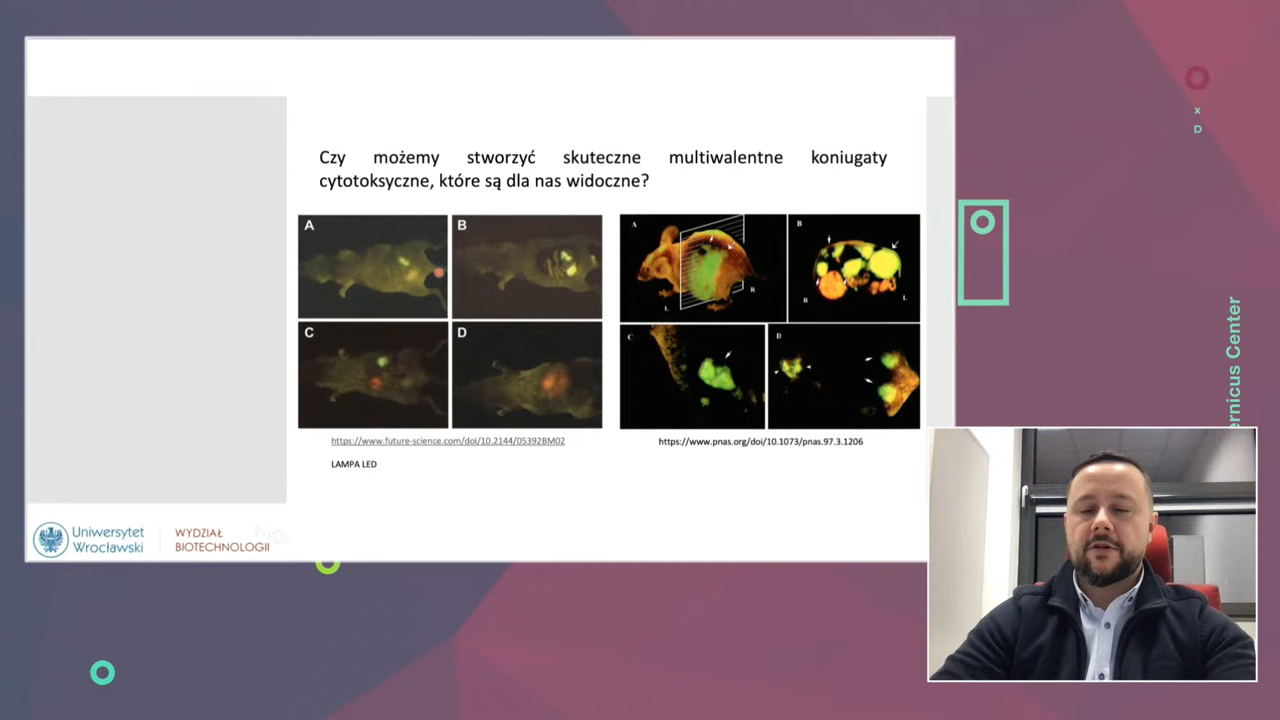 Czy możemy stworzyć skuteczne multiwalentne koniugaty
cytotoksyczne, które są dla nas widoczne?
A
B
C
D
A
B
R
L
R
L
C
D
https://www.future-science.com/doi/10.2144/05392BM02
https://www.pnas.org/doi/10.1073/pnas.97.3.1206
LAMPA LED
Uniwersytet
Wrocławski
WYDZIAŁ
BIOTECHNOLOGII
x
D
ernicus Center